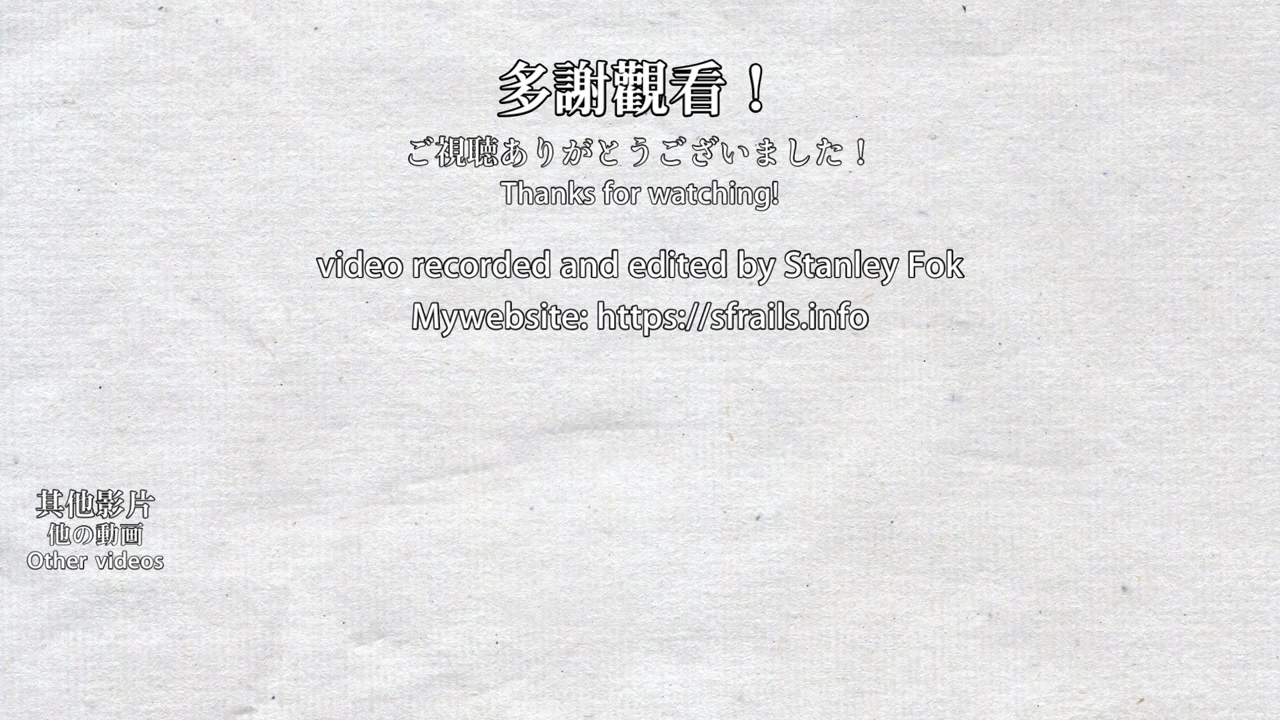 多謝觀看！
ご視聴ありがとうございました！
Thanks for watching!
video recorded and edited by Stanley Fok
Mywebsite: https://sfrails.info
其他影片
他の動画
Other videos